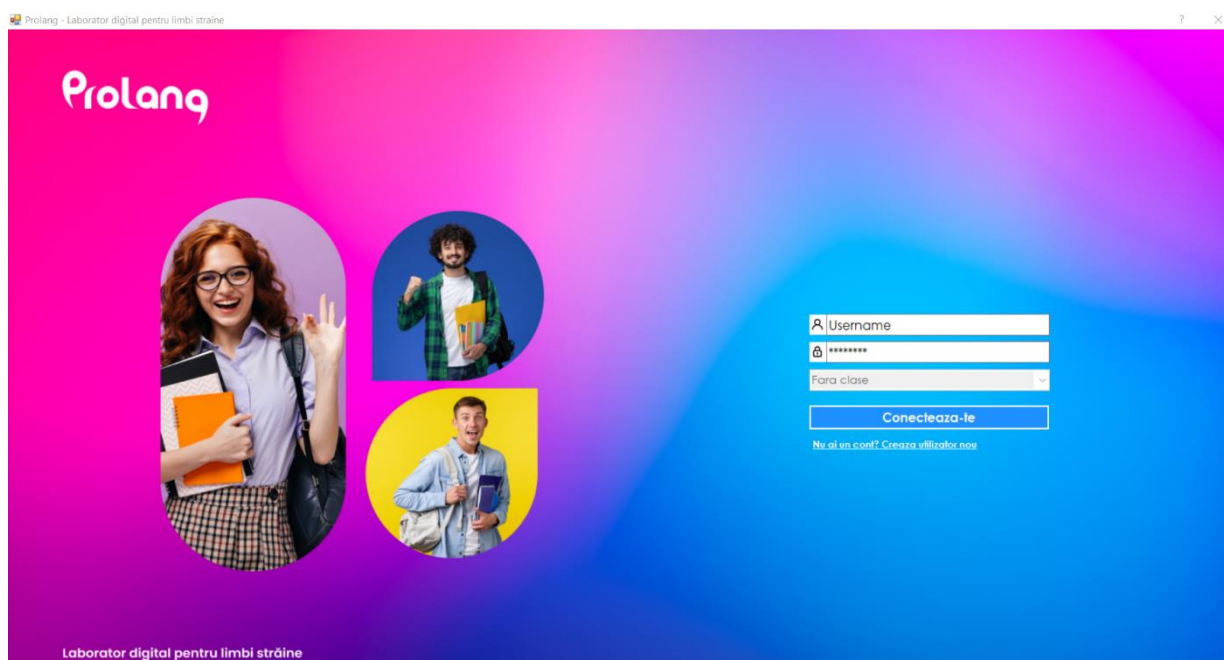 Prolang - Laborator digital pentru limbi straine
?
Prolang
Username
********
Fara clase
Conecteaza-te
Nu ai un cont? Creaza utilizator nou
Laborator digital pentru limbi străine